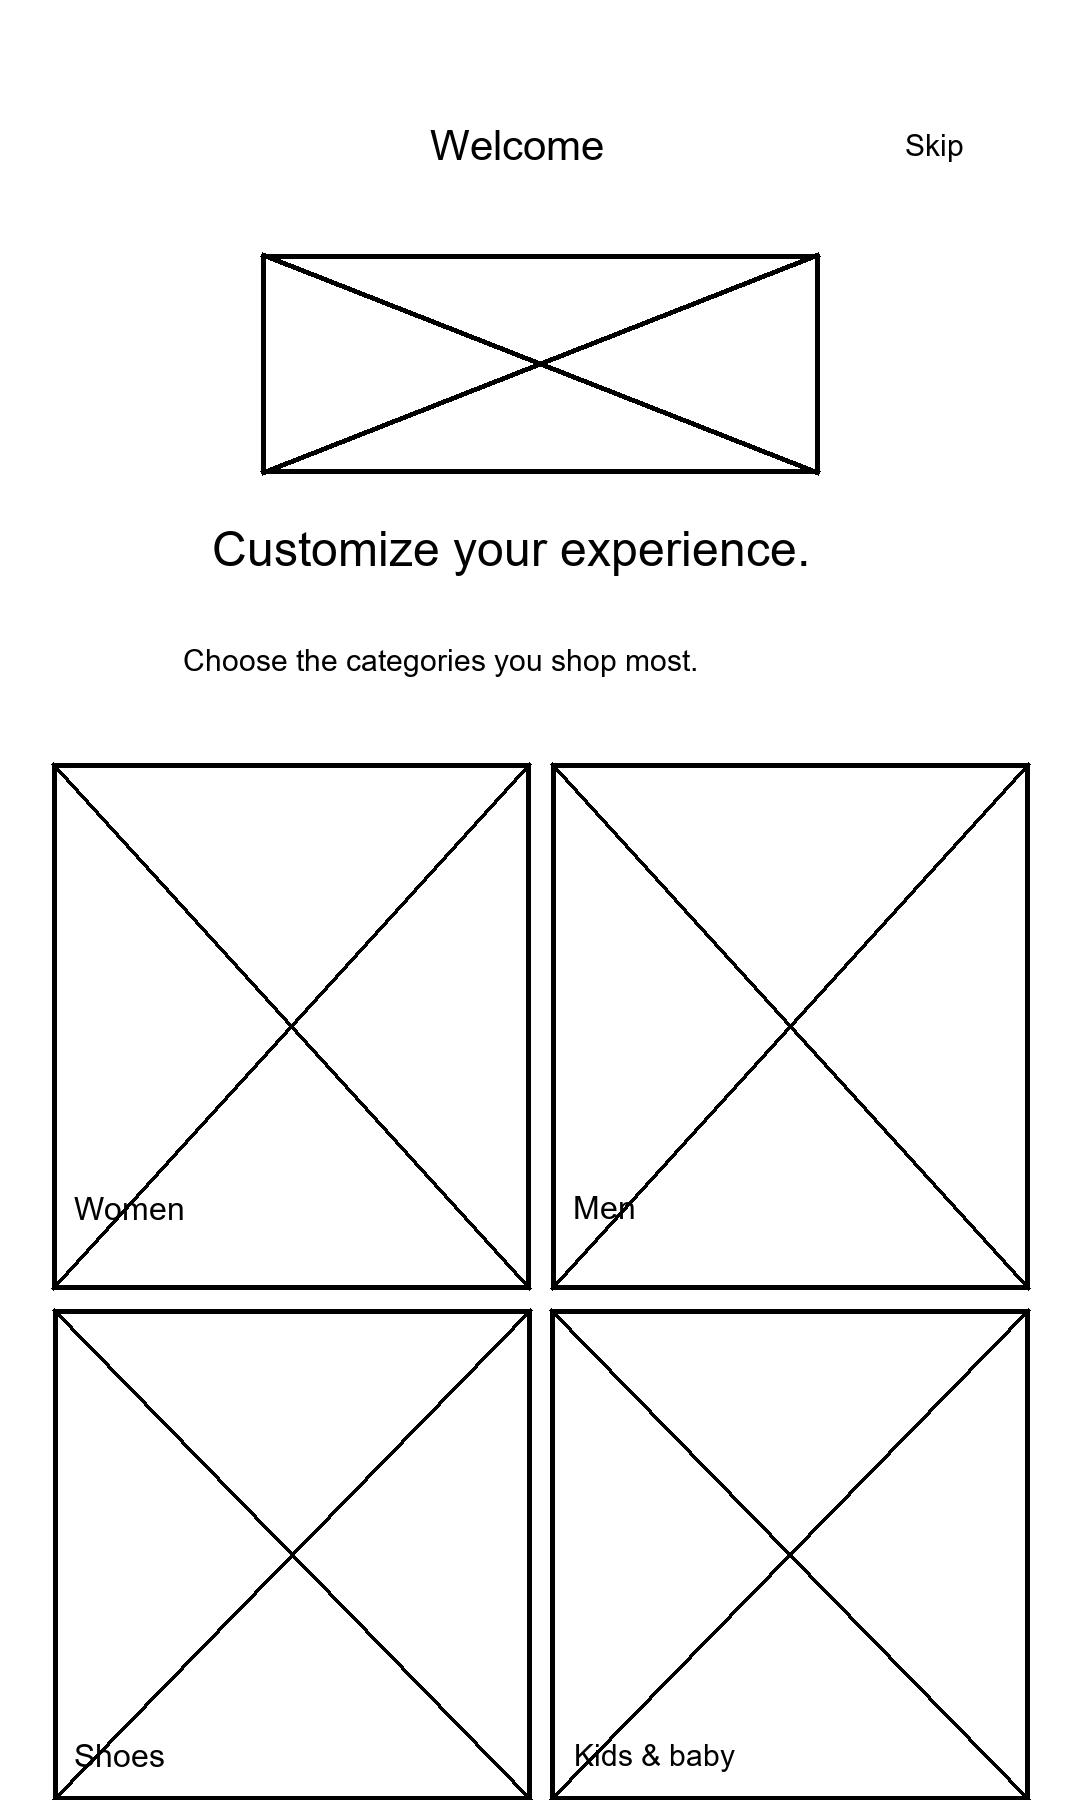 Welcome
Skip
Customize your experience.
Choose the categories you shop most.
Women
Men
Shoes
Kids & baby